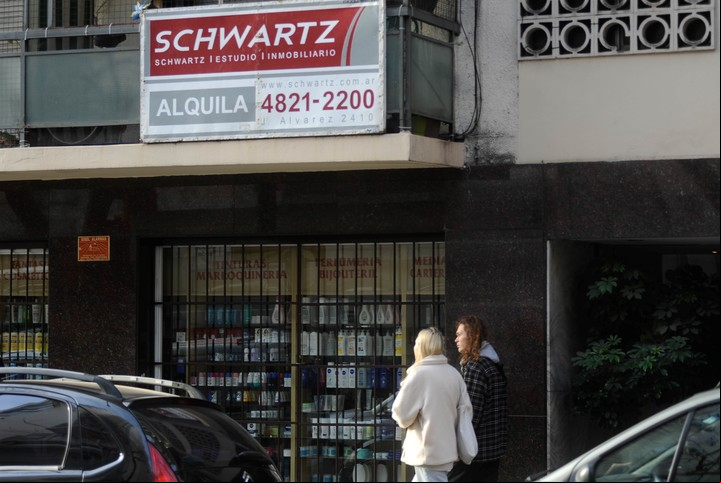 SCHWARTZ
SCHWARTZ | ESTUDIO | INMOBILIARIO
www.schwartz.com.ar
ALQUILA 4821-2200
Alvarez 2410
PERFUMERIA
MARROQUINERIA BIJOUTERIE